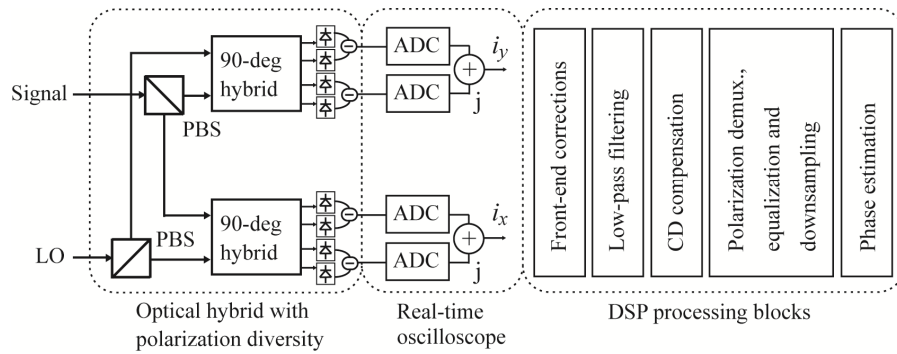 Signal
LO
PBS
PBS
90-deg
hybrid
90-deg
hybrid
ADC
ADC
ADC
ADC
+
+
i_y
j
i_x
j
Front-end corrections
Low-pass filtering
CD compensation
Polarization demux.,
equalization and
downsampling
Phase estimation
Optical hybrid with
polarization diversity
Real-time
oscilloscope
DSP processing blocks